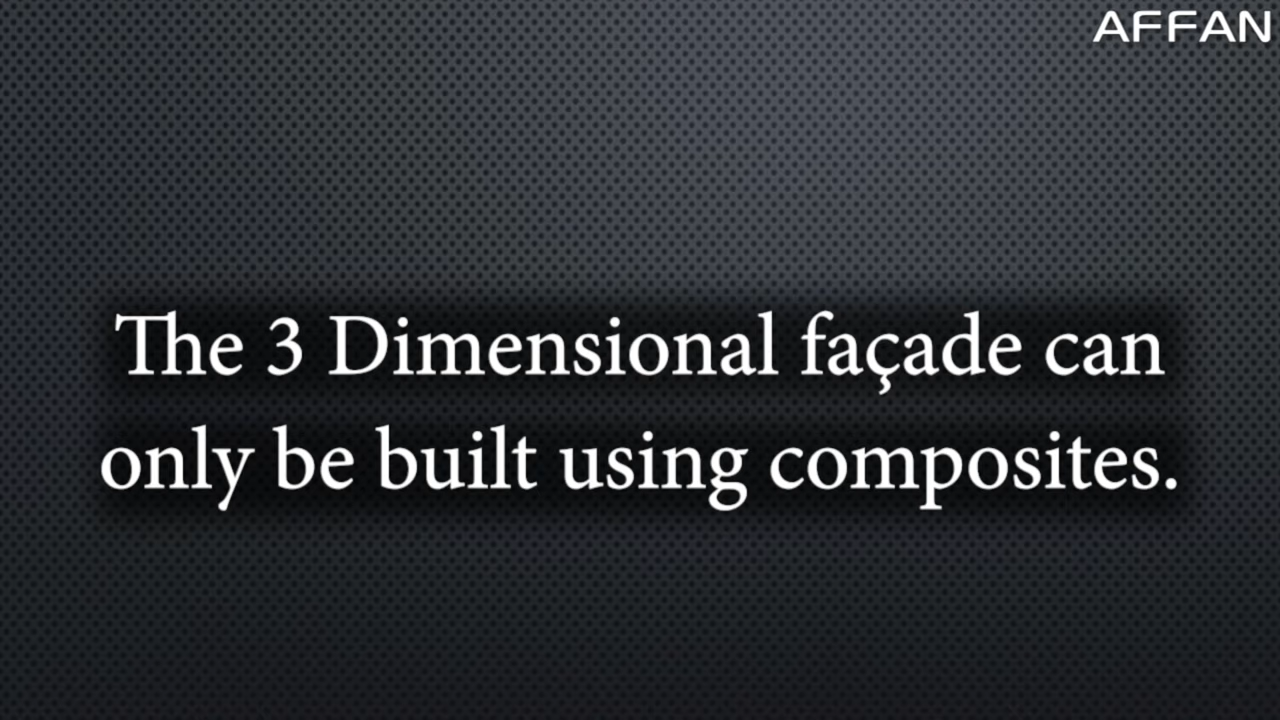 AFFAN
The 3 Dimensional façade can
only be built using composites.